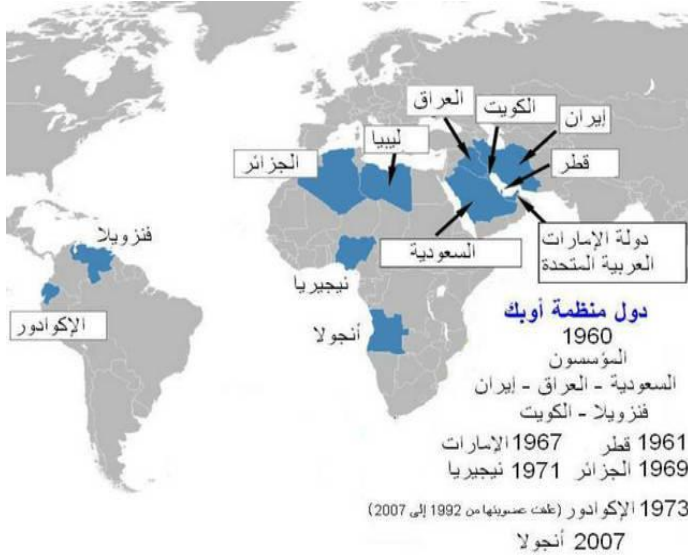 العراق
الكويت
إيران
ليبيا
الجزائر
قطر
فنزويلا
دولة الإمارات
العربية المتحدة
السعودية
نيجيريا
الإكوادور
أنجولا
دول منظمة أوبك
1960
المؤسسون
السعودية - العراق - إيران
فنزويلا - الكويت
1961 قطر 1967 الإمارات
1969 الجزائر 1971 نيجيريا
1973 الإكوادور (علقت عضويتها من 1992 إلى 2007)
2007 أنجولا